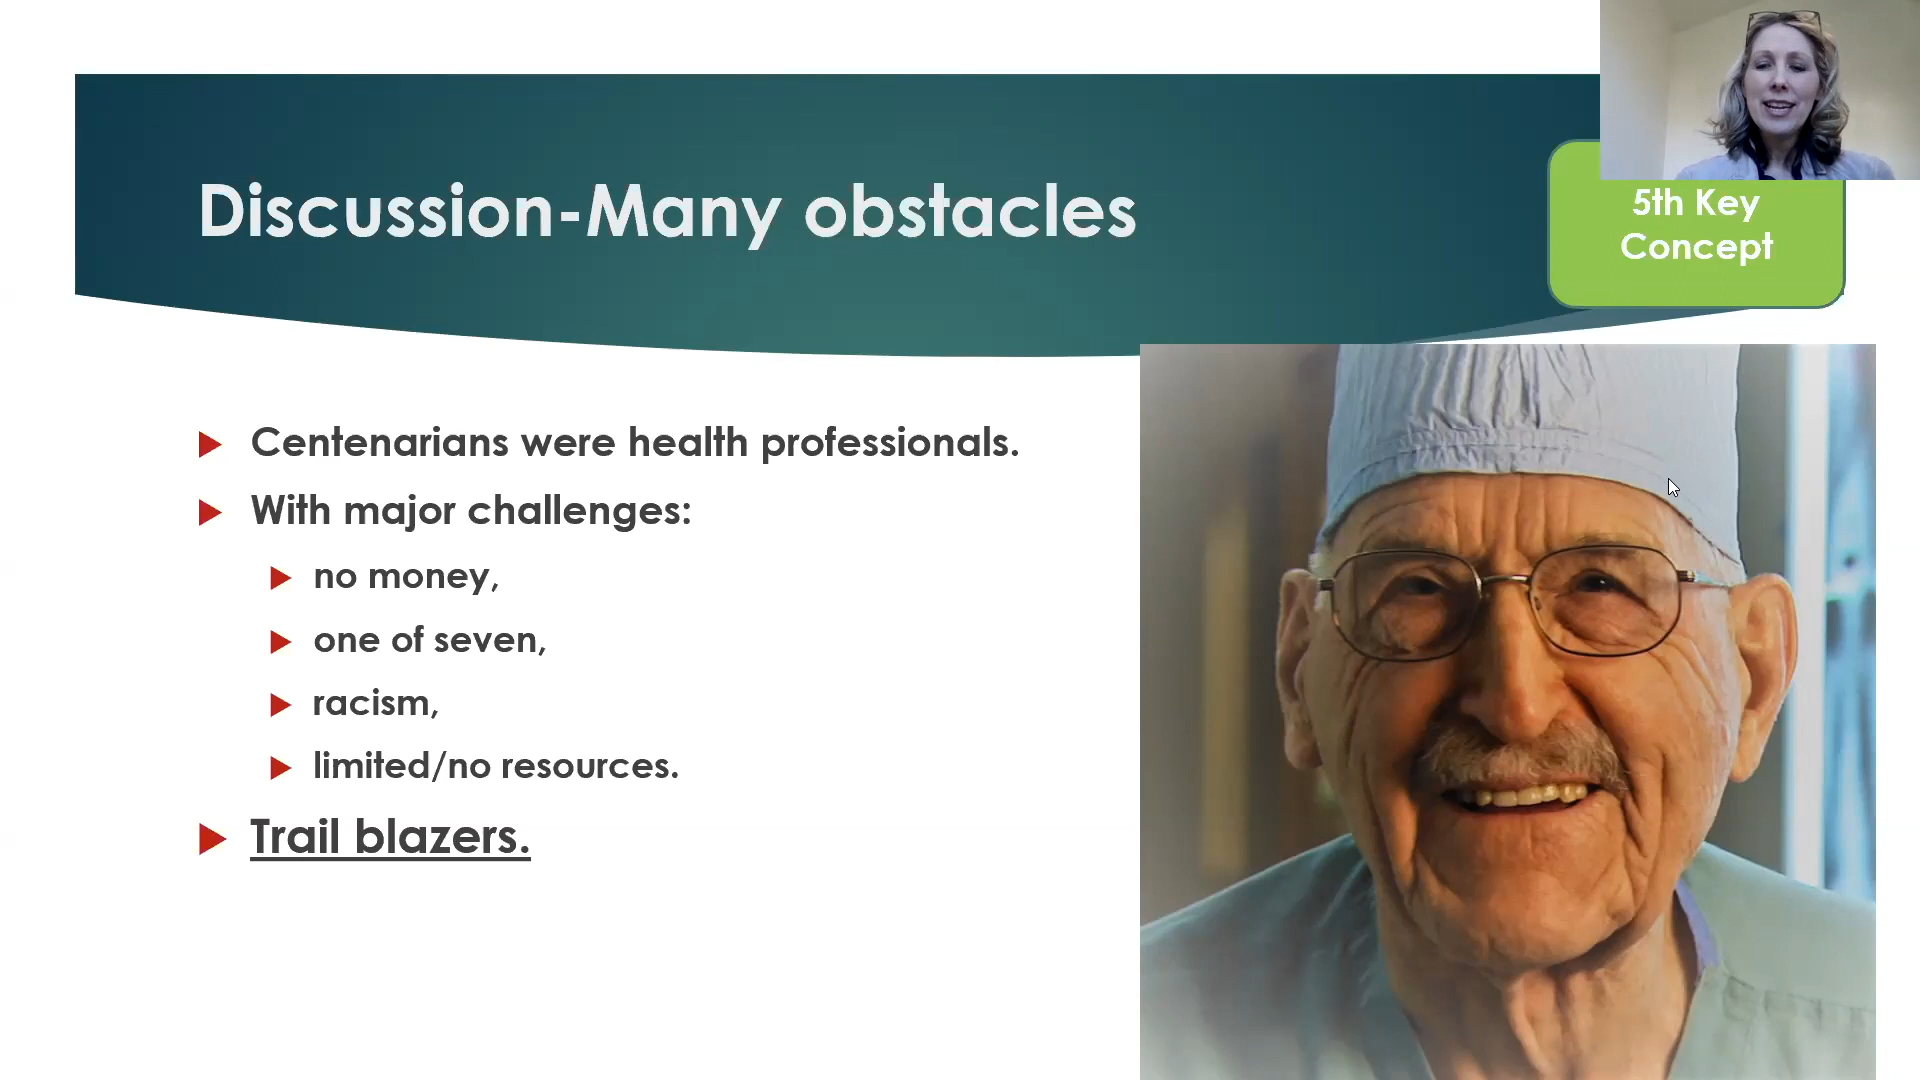 Discussion-Many obstacles
5th Key
Concept
Centenarians were health professionals.
With major challenges:
no money,
one of seven,
racism,
limited/no resources.
Trail blazers.